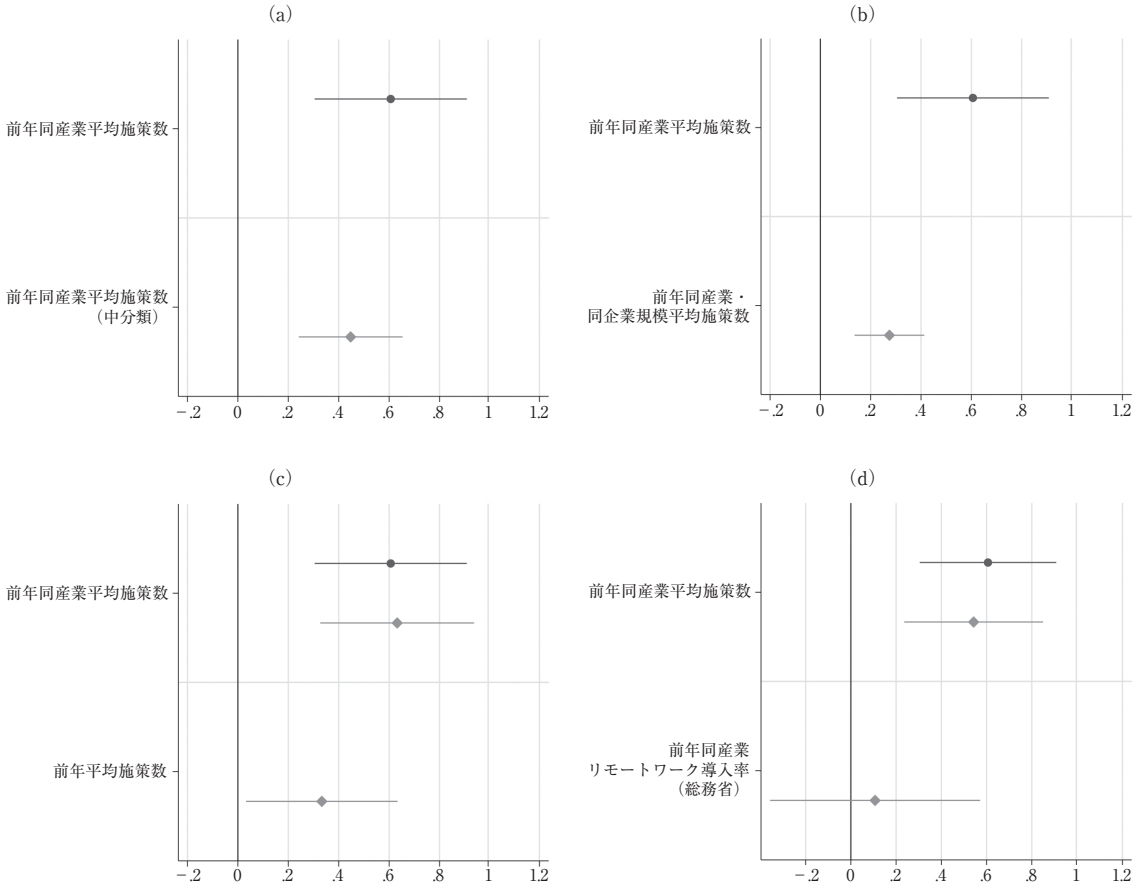 (a)
前年同産業平均施策数
前年同産業平均施策数
(中分類)
−.2 0 .2 .4 .6 .8 1 1.2
(b)
前年同産業平均施策数
前年同産業・
同企業規模平均施策数
−.2 0 .2 .4 .6 .8 1 1.2
(c)
前年同産業平均施策数
前年平均施策数
−.2 0 .2 .4 .6 .8 1 1.2
(d)
前年同産業平均施策数
前年同産業
リモートワーク導入率
(総務省)
−.2 0 .2 .4 .6 .8 1 1.2